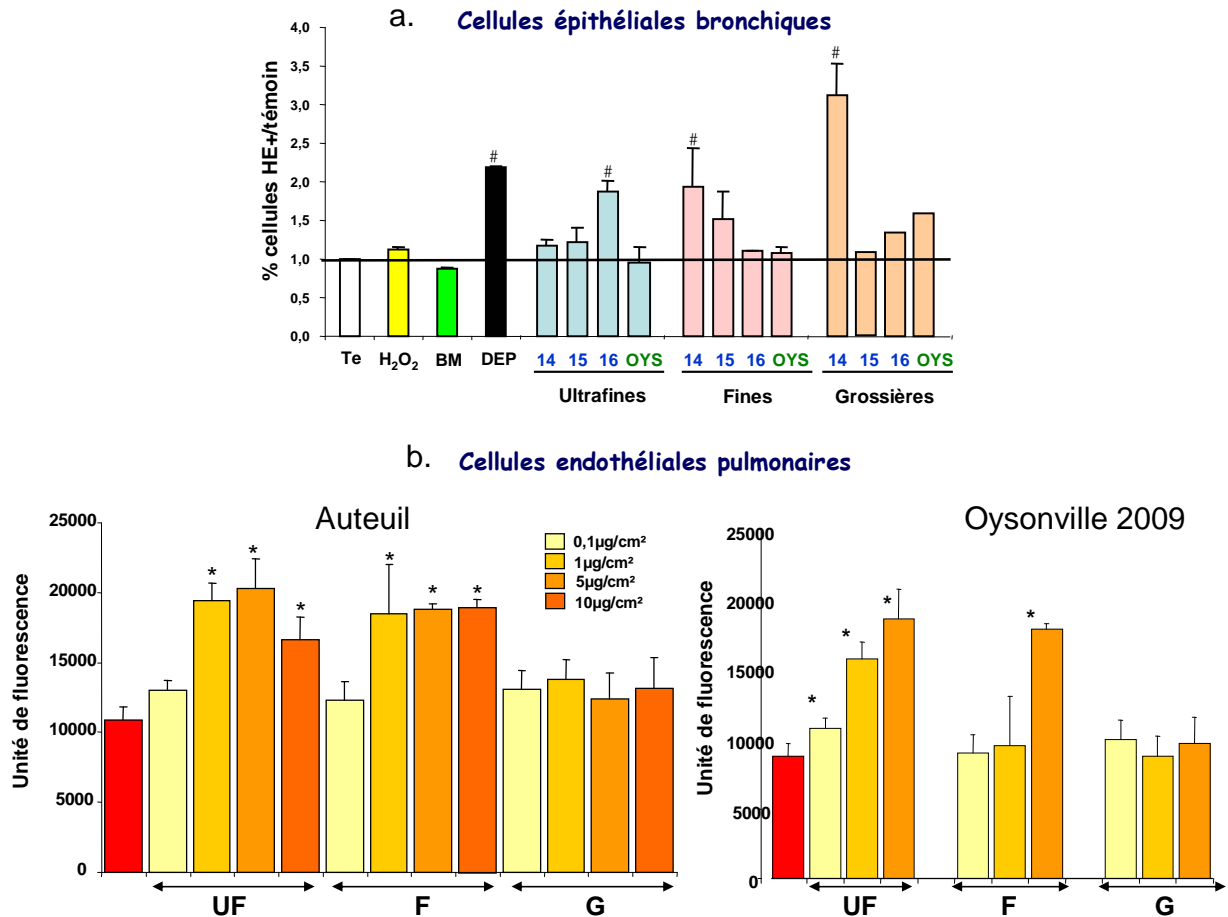 a. Cellules épithéliales bronchiques
% cellules HE+/témoin
4,0
3,5
3,0
2,5
2,0
1,5
1,0
0,5
0,0
# # # #
Te H₂O₂ BM DEP 14 15 16 OYS 14 15 16 OYS 14 15 16 OYS
Ultrafines Fines Grossières
b. Cellules endothéliales pulmonaires
Auteuil
Unité de fluorescence
25000
20000
15000
10000
5000
0
* * * * * *
0,1µg/cm²
1µg/cm²
5µg/cm²
10µg/cm²
UF F G
Oysonville 2009
Unité de fluorescence
25000
20000
15000
10000
5000
0
* * * *
UF F G